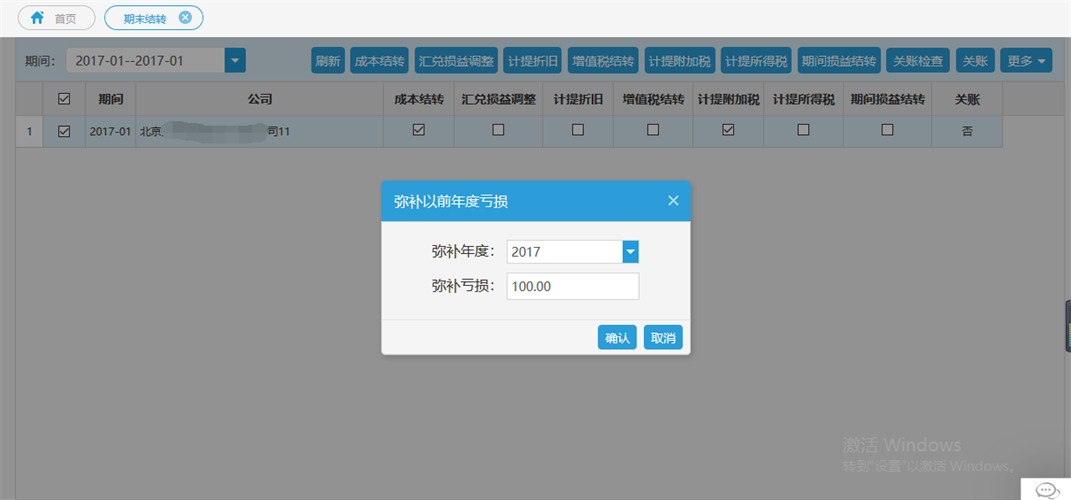 首页 期末结转
期间: 2017-01--2017-01 刷新 成本结转 汇兑损益调整 计提折旧 增值税结转 计提附加税 计提所得税 期间损益结转 关账检查 关账 更多
期间 公司 成本结转 汇兑损益调整 计提折旧 增值税结转 计提附加税 计提所得税 期间损益结转 关账
1 2017-01 北京 司11 否
弥补以前年度亏损
弥补年度: 2017
弥补亏损: 100.00
确认 取消
激活 Windows
转到"设置"以激活 Windows。